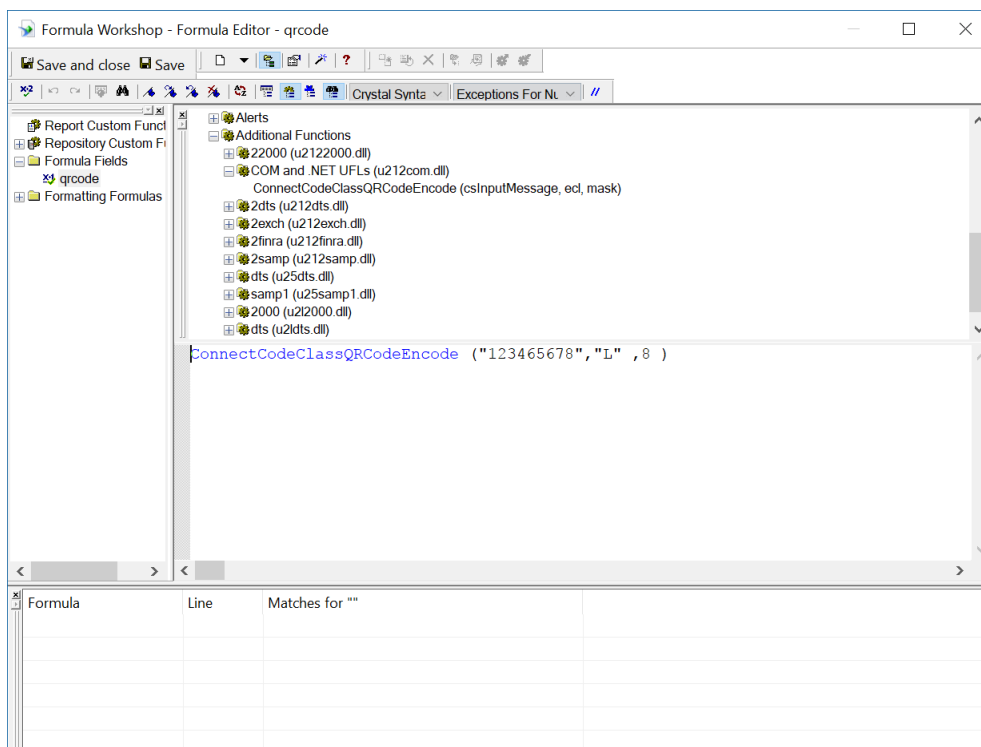 Formula Workshop - Formula Editor - qrcode
Save and close Save
Crystal Synta Exceptions For Nu
Report Custom Funct
Repository Custom Fu
Formula Fields
qrcode
Formatting Formulas
Alerts
Additional Functions
22000 (u2122000.dll)
COM and .NET UFLs (u212com.dll)
ConnectCodeClassQRCodeEncode (csInputMessage, ecl, mask)
2dts (u212dts.dll)
2exch (u212exch.dll)
2finra (u212finra.dll)
2samp (u212samp.dll)
dts (u25dts.dll)
samp1 (u25samp1.dll)
2000 (u2l2000.dll)
dts (u2ldts.dll)
ConnectCodeClassQRCodeEncode ("123465678","L" ,8 )
Formula Line Matches for ""